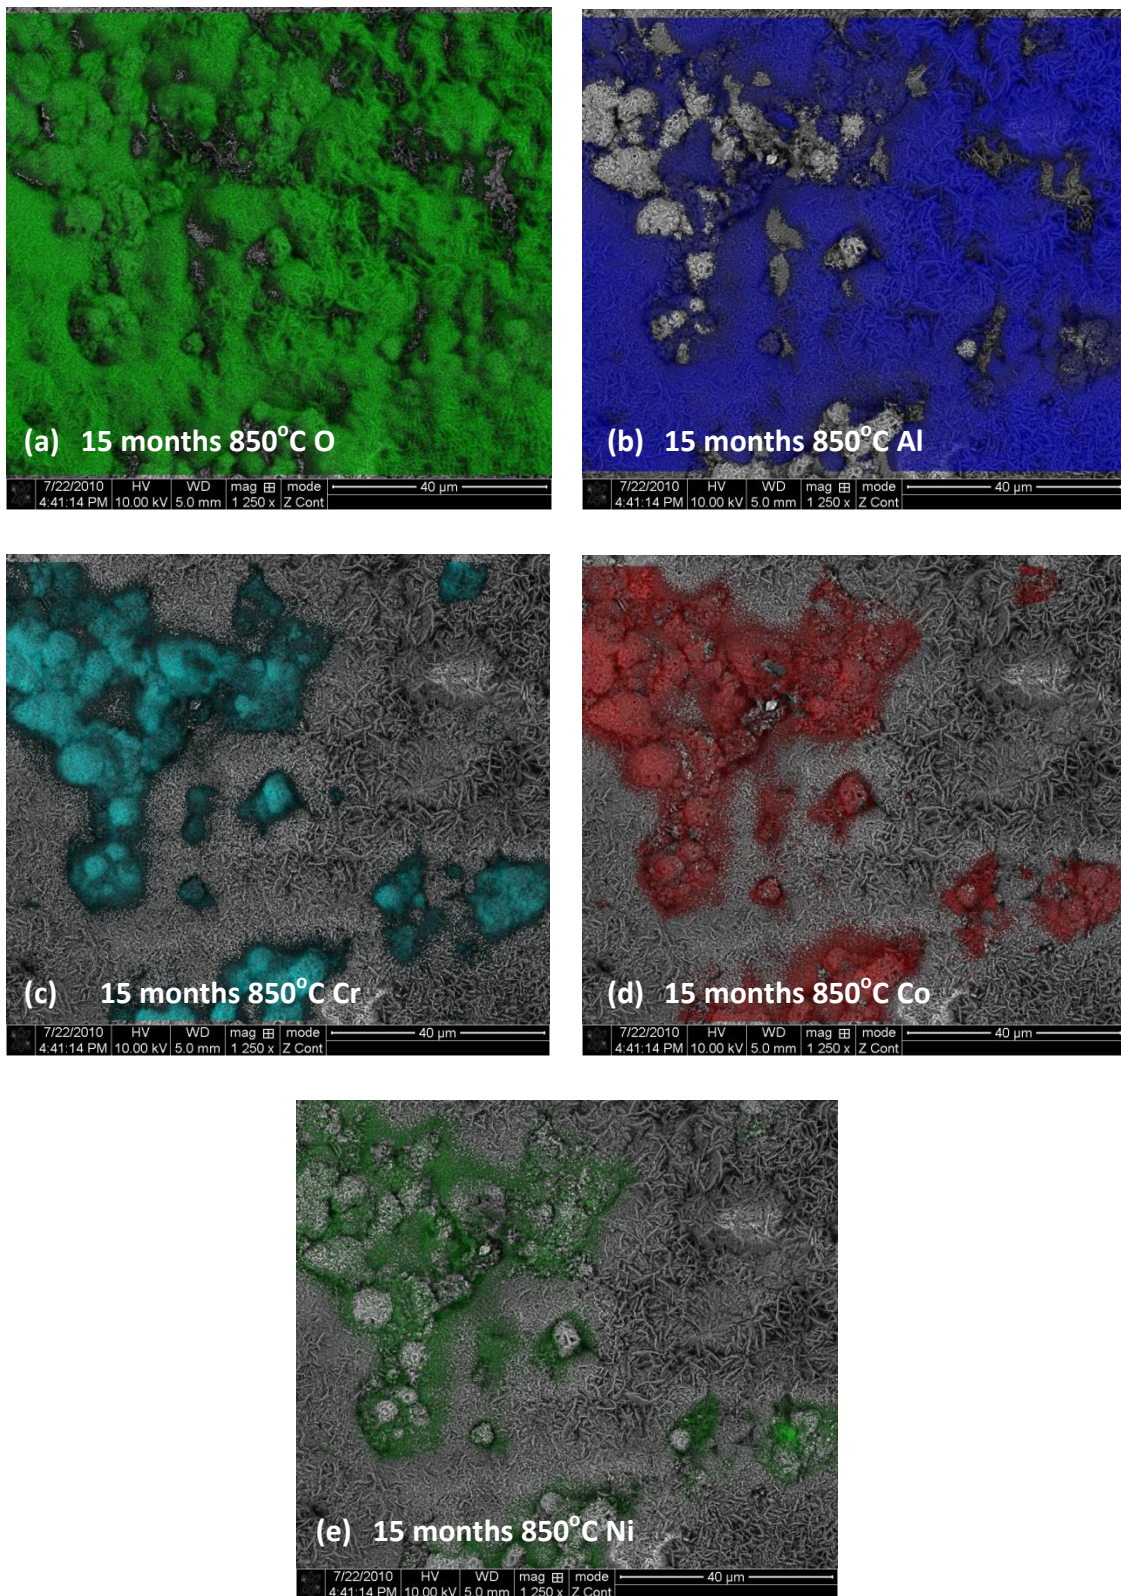 (a) 15 months 850°C O
7/22/2010 HV WD mag ⊞ mode
4:41:14 PM 10.00 kV 5.0 mm 1 250 x Z Cont 40 µm
(b) 15 months 850°C Al
7/22/2010 HV WD mag ⊞ mode
4:41:14 PM 10.00 kV 5.0 mm 1 250 x Z Cont 40 µm
(c) 15 months 850°C Cr
7/22/2010 HV WD mag ⊞ mode
4:41:14 PM 10.00 kV 5.0 mm 1 250 x Z Cont 40 µm
(d) 15 months 850°C Co
7/22/2010 HV WD mag ⊞ mode
4:41:14 PM 10.00 kV 5.0 mm 1 250 x Z Cont 40 µm
(e) 15 months 850°C Ni
7/22/2010 HV WD mag ⊞ mode
4:41:14 PM 10.00 kV 5.0 mm 1 250 x Z Cont 40 µm